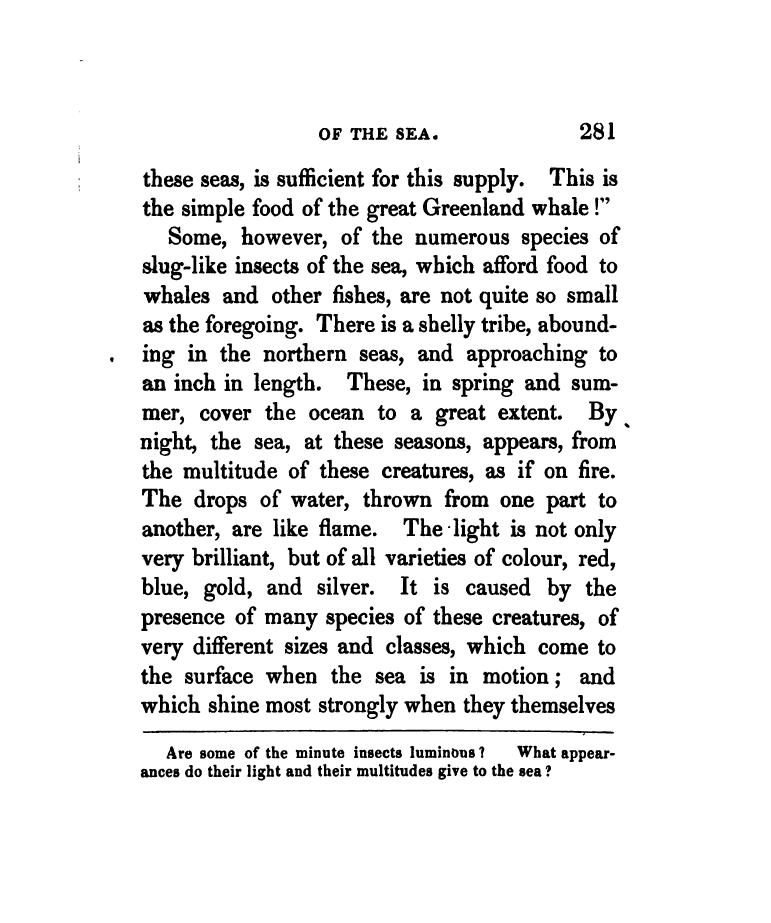 OF THE SEA. 281
these seas, is sufficient for this supply. This is
the simple food of the great Greenland whale!"
Some, however, of the numerous species of
slug-like insects of the sea, which afford food to
whales and other fishes, are not quite so small
as the foregoing. There is a shelly tribe, abound-
ing in the northern seas, and approaching to
an inch in length. These, in spring and sum-
mer, cover the ocean to a great extent. By
night, the sea, at these seasons, appears, from
the multitude of these creatures, as if on fire.
The drops of water, thrown from one part to
another, are like flame. The light is not only
very brilliant, but of all varieties of colour, red,
blue, gold, and silver. It is caused by the
presence of many species of these creatures, of
very different sizes and classes, which come to
the surface when the sea is in motion; and
which shine most strongly when they themselves
Are some of the minute insects luminous? What appear-
ances do their light and their multitudes give to the sea?